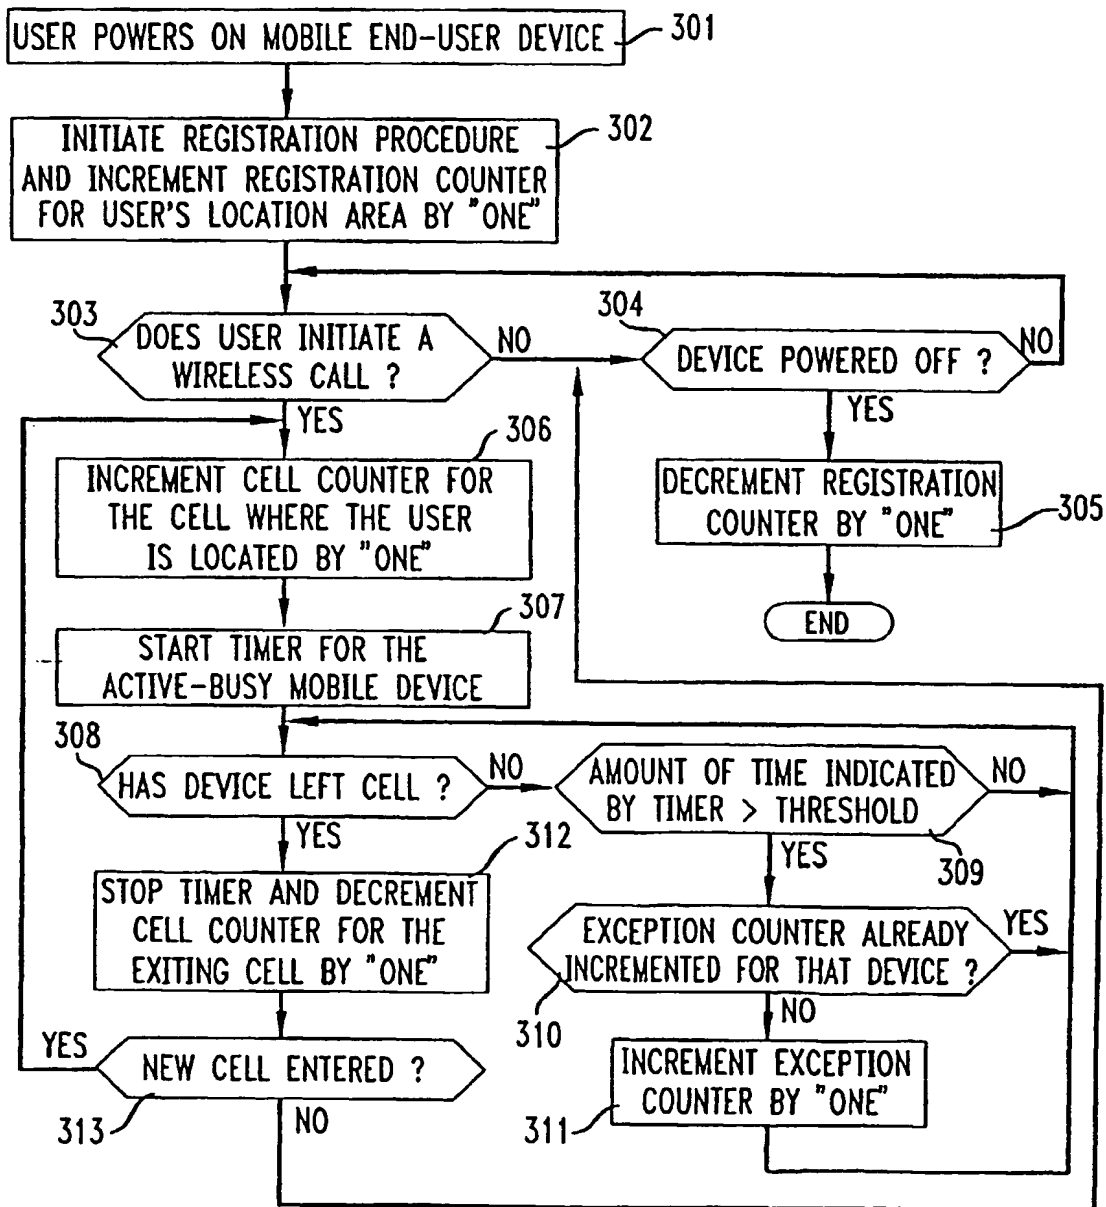 USER POWERS ON MOBILE END-USER DEVICE
301
INITIATE REGISTRATION PROCEDURE
AND INCREMENT REGISTRATION COUNTER
FOR USER'S LOCATION AREA BY "ONE"
302
303
DOES USER INITIATE A
WIRELESS CALL ?
NO
YES
304
DEVICE POWERED OFF ?
NO
YES
DECREMENT REGISTRATION
COUNTER BY "ONE"
305
END
306
INCREMENT CELL COUNTER FOR
THE CELL WHERE THE USER
IS LOCATED BY "ONE"
307
START TIMER FOR THE
ACTIVE-BUSY MOBILE DEVICE
308
HAS DEVICE LEFT CELL ?
NO
YES
AMOUNT OF TIME INDICATED
BY TIMER > THRESHOLD
NO
309
YES
312
STOP TIMER AND DECREMENT
CELL COUNTER FOR THE
EXITING CELL BY "ONE"
EXCEPTION COUNTER ALREADY
INCREMENTED FOR THAT DEVICE ?
YES
310
NO
YES
NEW CELL ENTERED ?
313
NO
INCREMENT EXCEPTION
COUNTER BY "ONE"
311